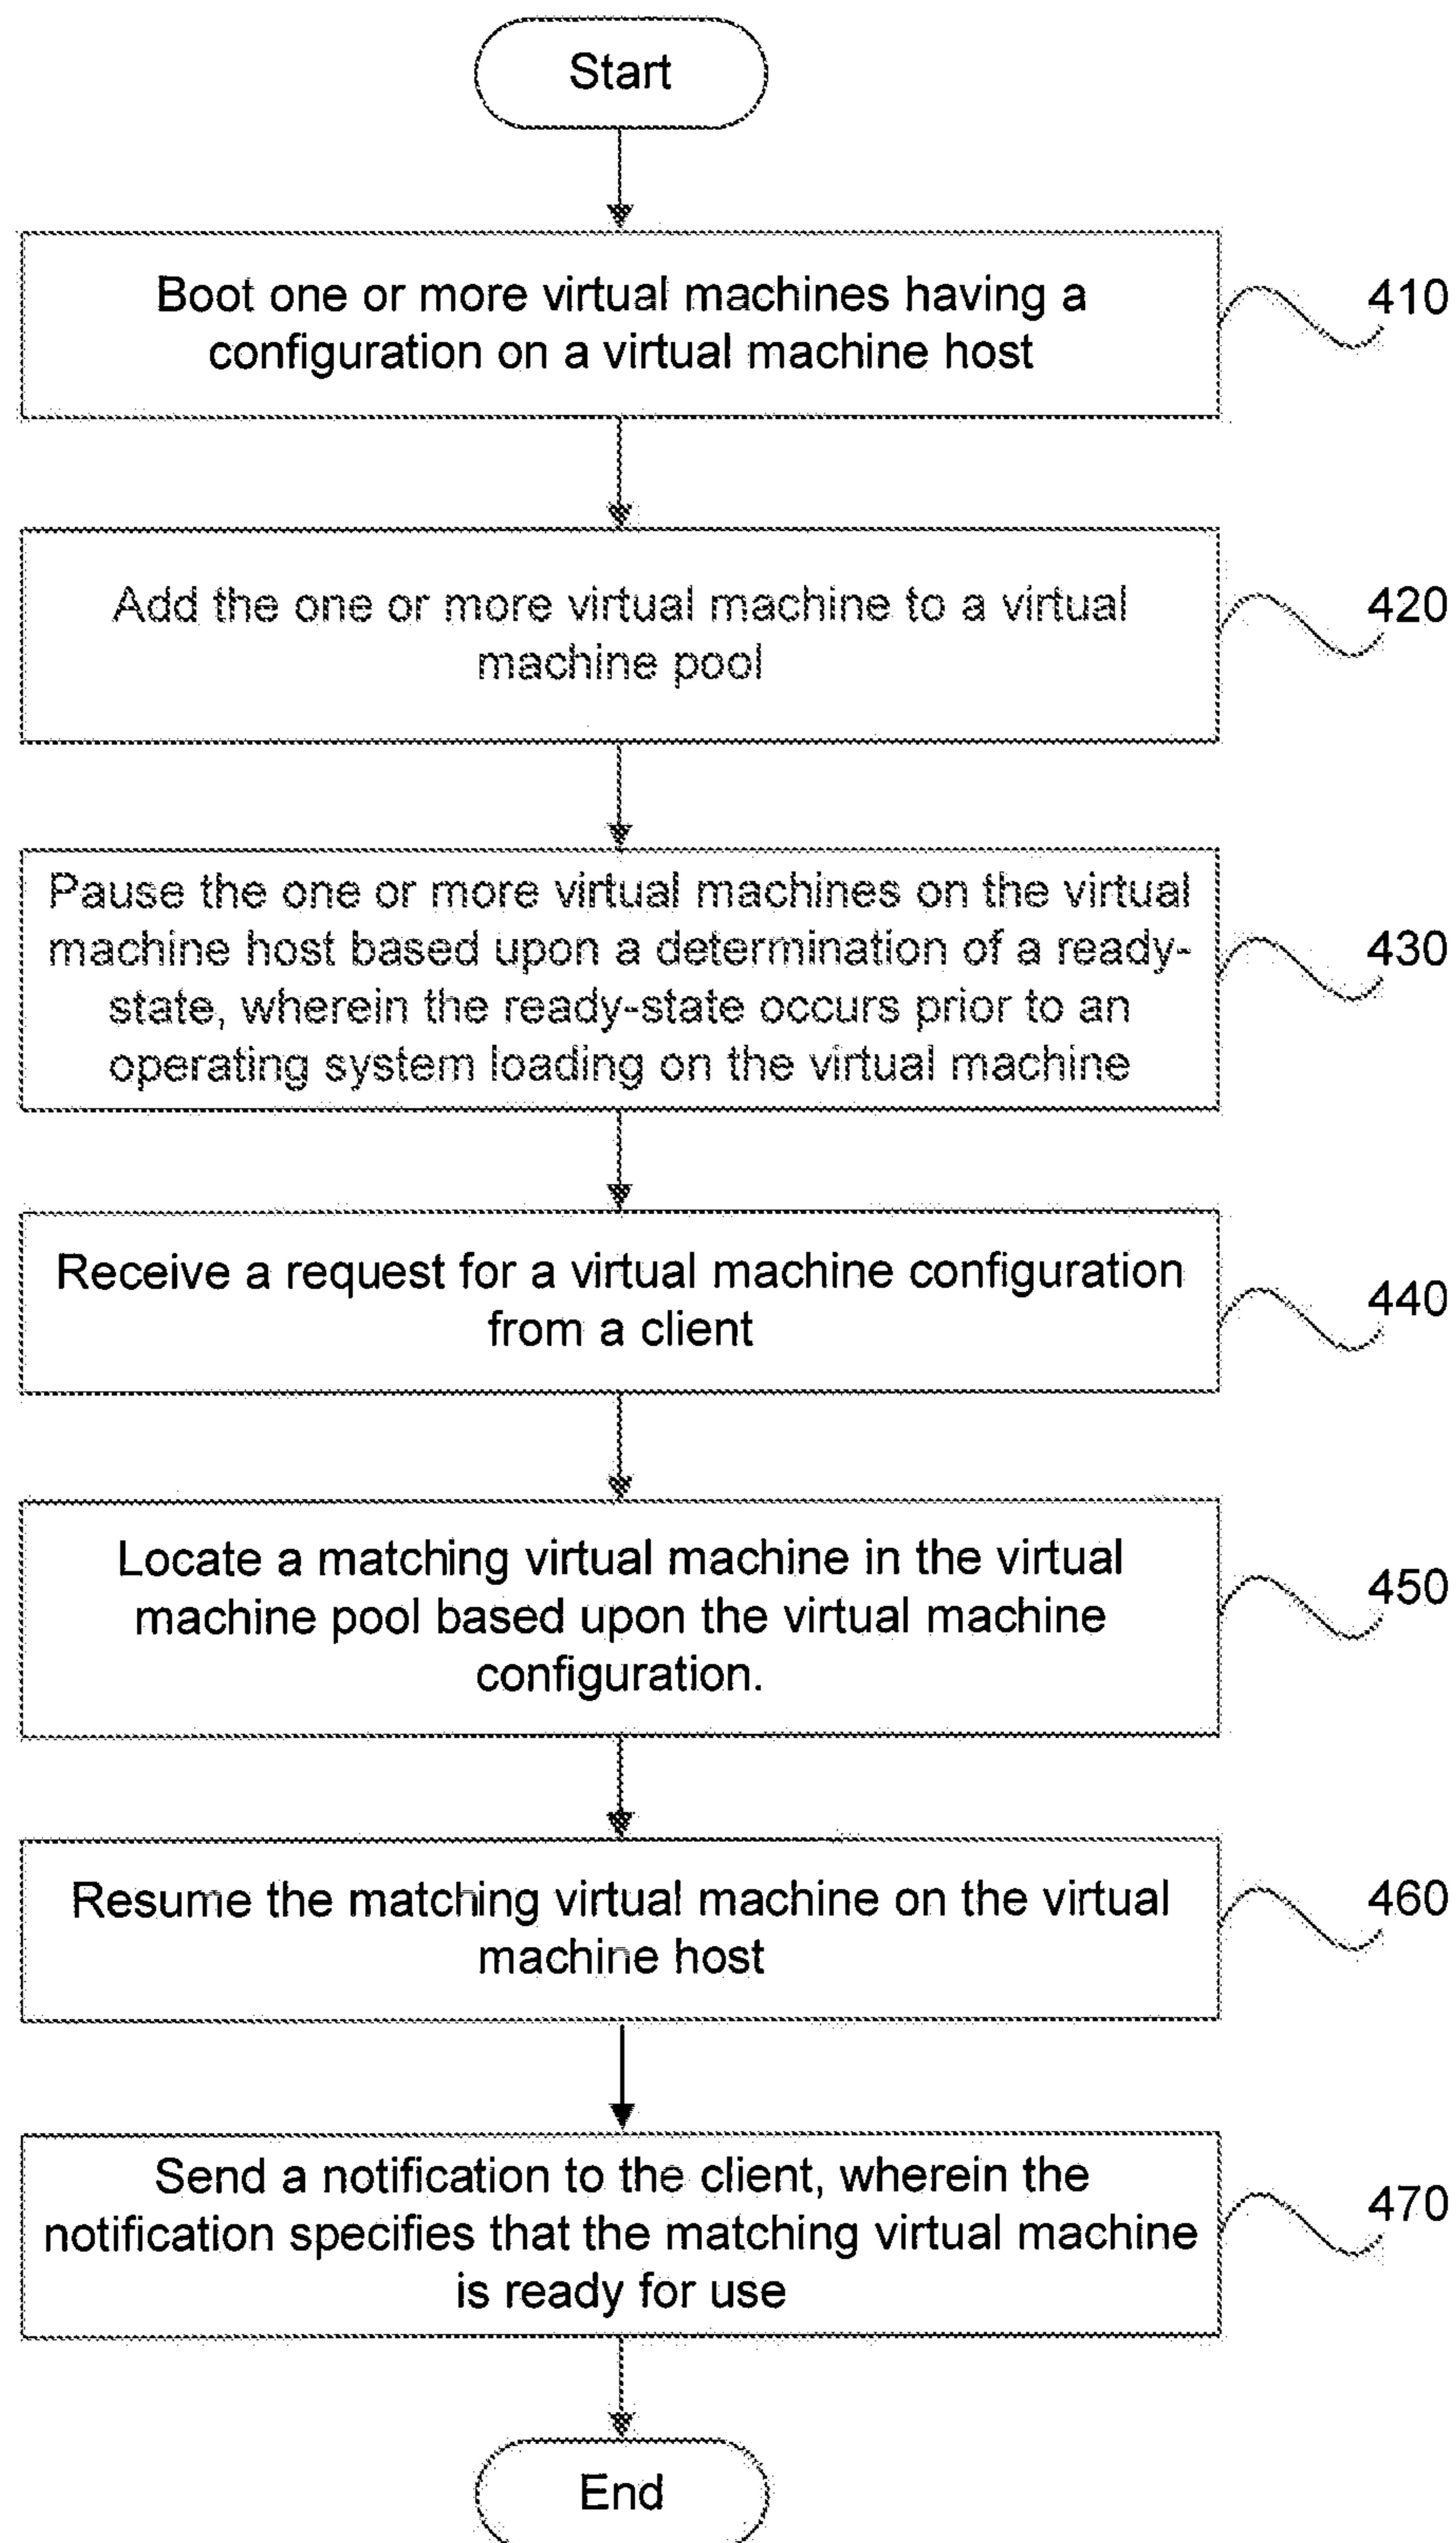 Start
Boot one or more virtual machines having a
configuration on a virtual machine host
410
Add the one or more virtual machine to a virtual
machine pool
420
Pause the one or more virtual machines on the virtual
machine host based upon a determination of a ready-
state, wherein the ready-state occurs prior to an
operating system loading on the virtual machine
430
Receive a request for a virtual machine configuration
from a client
440
Locate a matching virtual machine in the virtual
machine pool based upon the virtual machine
configuration.
450
Resume the matching virtual machine on the virtual
machine host
460
Send a notification to the client, wherein the
notification specifies that the matching virtual machine
is ready for use
470
End